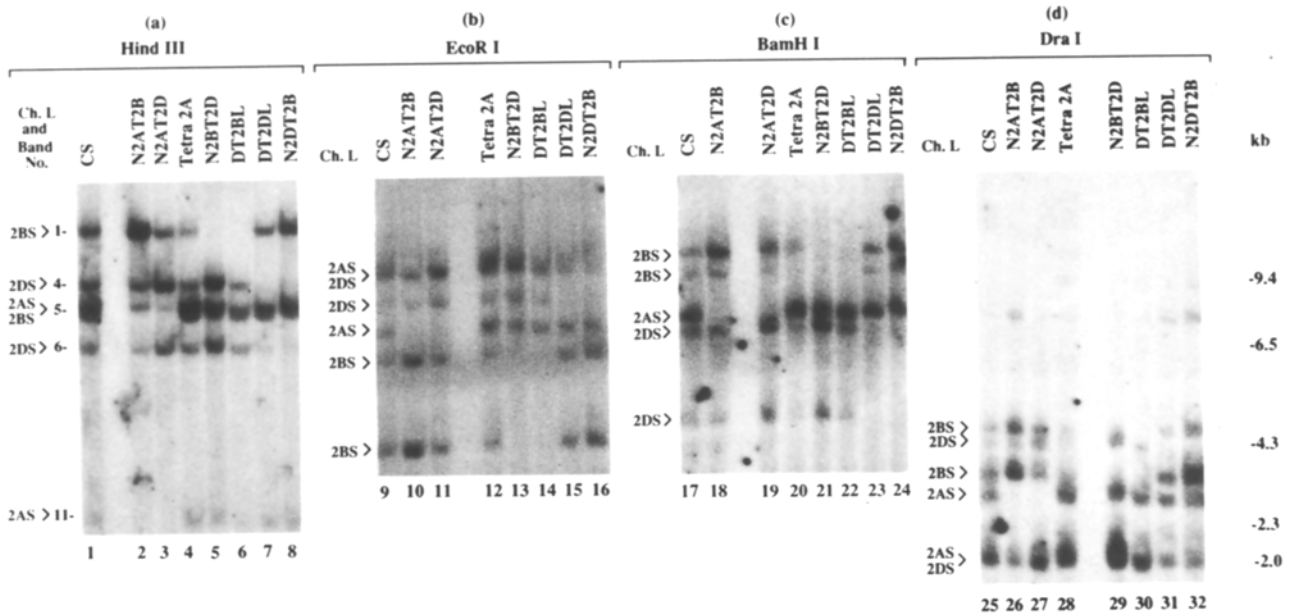 (a)
Hind III
Ch. L and Band No.
CS
N2AT2B
N2AT2D
Tetra 2A
N2BT2D
DT2BL
DT2DL
N2DT2B
2BS > 1-
2DS > 4-
2AS
2BS > 5-
2DS > 6-
2AS > 11-
1 2 3 4 5 6 7 8
(b)
EcoR I
Ch. L
CS
N2AT2B
N2AT2D
Tetra 2A
N2BT2D
DT2BL
DT2DL
N2DT2B
2AS
2DS >
2DS >
2AS >
2BS >
2BS >
9 10 11 12 13 14 15 16
(c)
BamH I
Ch. L
CS
N2AT2B
N2AT2D
Tetra 2A
N2BT2D
DT2BL
DT2DL
N2DT2B
2BS >
2BS >
2AS >
2DS >
2DS >
17 18 19 20 21 22 23 24
(d)
Dra I
Ch. L
CS
N2AT2B
N2AT2D
Tetra 2A
N2BT2D
DT2BL
DT2DL
N2DT2B
2BS >
2DS >
2BS >
2AS >
2AS
2DS >
25 26 27 28 29 30 31 32
kb
-9.4
-6.5
-4.3
-2.3
-2.0